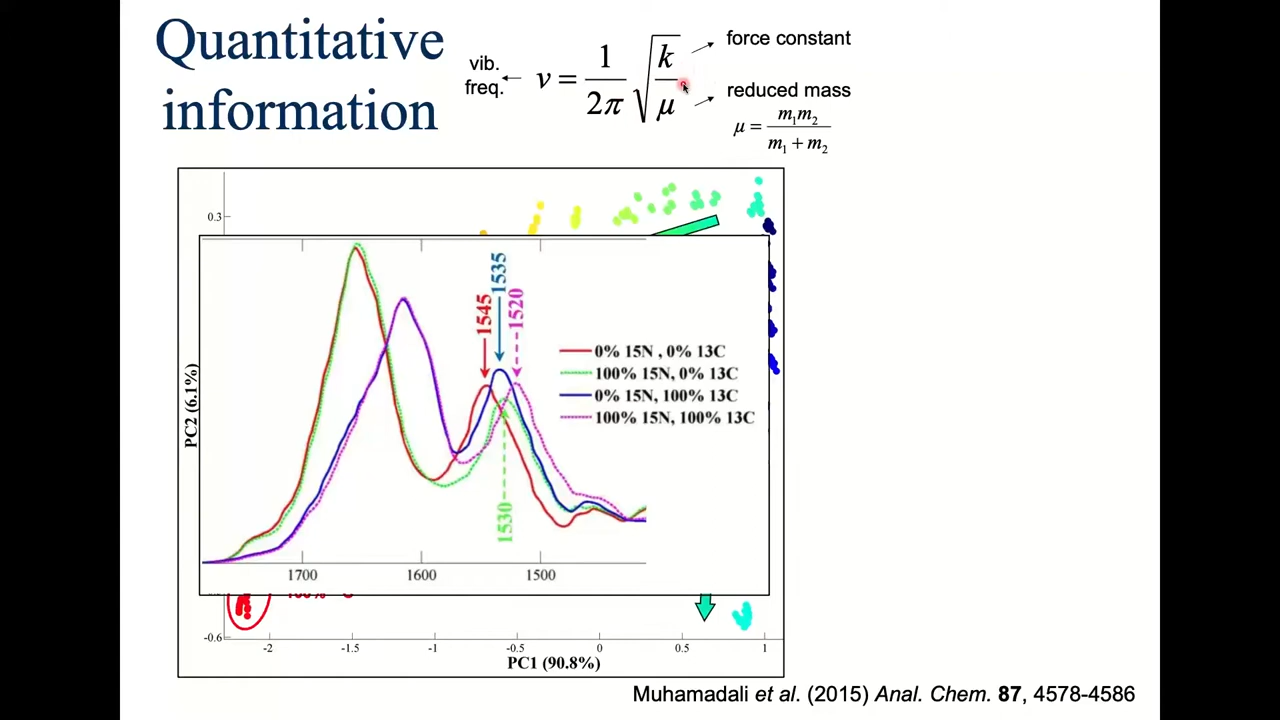 Quantitative
information
vib.
freq.
ν = 1/2π √k/μ
force constant
reduced mass
μ = m₁m₂/m₁ + m₂
0.3
1545
1535
1520
0% 15N , 0% 13C
100% 15N, 0% 13C
0% 15N, 100% 13C
100% 15N, 100% 13C
PC2 (6.1%)
1530
1700 1600 1500
-0.6
-2 -1.5 -1 -0.5 0 0.5 1
PC1 (90.8%)
Muhamadali et al. (2015) Anal. Chem. 87, 4578-4586